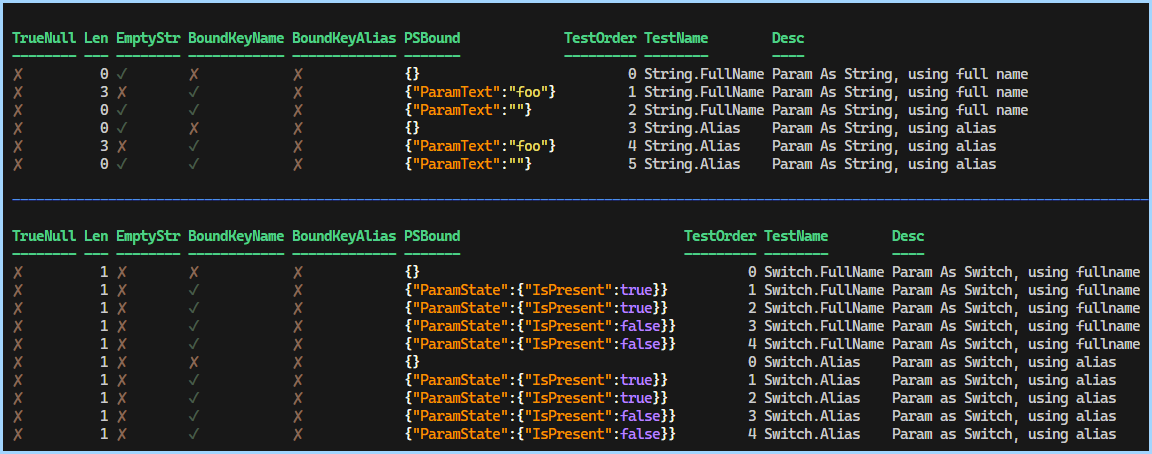 TrueNull Len EmptyStr BoundKeyName BoundKeyAlias PSBound TestOrder TestName Desc
-------- --- -------- ------------ ------------- ------- --------- -------- ----
✗ 0 ✓ ✗ ✗ {} 0 String.FullName Param As String, using full name
✗ 3 ✗ ✓ ✗ {"ParamText":"foo"} 1 String.FullName Param As String, using full name
✗ 0 ✓ ✓ ✗ {"ParamText":""} 2 String.FullName Param As String, using full name
✗ 0 ✓ ✗ ✗ {} 3 String.Alias Param As String, using alias
✗ 3 ✗ ✓ ✗ {"ParamText":"foo"} 4 String.Alias Param As String, using alias
✗ 0 ✓ ✓ ✗ {"ParamText":""} 5 String.Alias Param As String, using alias
TrueNull Len EmptyStr BoundKeyName BoundKeyAlias PSBound TestOrder TestName Desc
-------- --- -------- ------------ ------------- ------- --------- -------- ----
✗ 1 ✗ ✗ ✗ {} 0 Switch.FullName Param As Switch, using fullname
✗ 1 ✗ ✓ ✗ {"ParamState":{"IsPresent":true}} 1 Switch.FullName Param As Switch, using fullname
✗ 1 ✗ ✓ ✗ {"ParamState":{"IsPresent":true}} 2 Switch.FullName Param As Switch, using fullname
✗ 1 ✗ ✓ ✗ {"ParamState":{"IsPresent":false}} 3 Switch.FullName Param As Switch, using fullname
✗ 1 ✗ ✓ ✗ {"ParamState":{"IsPresent":false}} 4 Switch.FullName Param As Switch, using fullname
✗ 1 ✗ ✗ ✗ {} 0 Switch.Alias Param as Switch, using alias
✗ 1 ✗ ✓ ✗ {"ParamState":{"IsPresent":true}} 1 Switch.Alias Param as Switch, using alias
✗ 1 ✗ ✓ ✗ {"ParamState":{"IsPresent":true}} 2 Switch.Alias Param as Switch, using alias
✗ 1 ✗ ✓ ✗ {"ParamState":{"IsPresent":false}} 3 Switch.Alias Param as Switch, using alias
✗ 1 ✗ ✓ ✗ {"ParamState":{"IsPresent":false}} 4 Switch.Alias Param as Switch, using alias